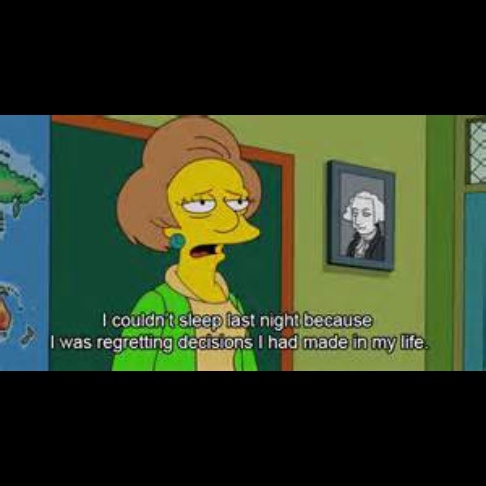 I couldn't sleep last night because
I was regretting decisions I had made in my life.